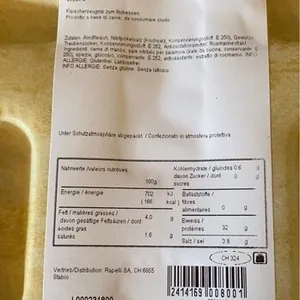 Fleischerzeugnis zum Rohessen.
Prodotto a base di carne, da consumare crudo.
Zutaten: Rindfleisch, Nitritpökelsalz (Kochsalz, Konservierungsstoff: E 250), Gewürze,
Traubenzucker, Konservierungsstoff: E 252, Antioxidationsmittel: Rosmarinextrakt
Ingredienti: carne di manzo, sale nitritato per salamoia (sale da cucina, conservante: E
250), spezie, glucosio, conservante: E 252, antiossidante: estratto di rosmarino. INFO
ALLERGIE: Glutenfrei, Laktosefrei
INFO ALLERGIE: Senza glutine, Senza lattosio
Unter Schutzatmosphäre abgepackt / Confezionato in atmosfera protettiva
Nährwerte /valeurs nutritives:
100g
Energie / énergie 702 kJ
(166 kcal)
Fett / matières grasses / 4,0
davon gesättigte Fettsäuren / dont g
acides gras
saturés 1,6 g
Kohlenhydrate / glucides 0,6
davon Zucker / dont g
sucres
Ballaststoffe /
fibres
alimentaires 0 g
Eiweiss /
protéines 32 g
Salz / sel 3,8 g
Vertrieb/Distribution: Rapelli SA, CH-6855
Stabio
CH 324
2414169008001